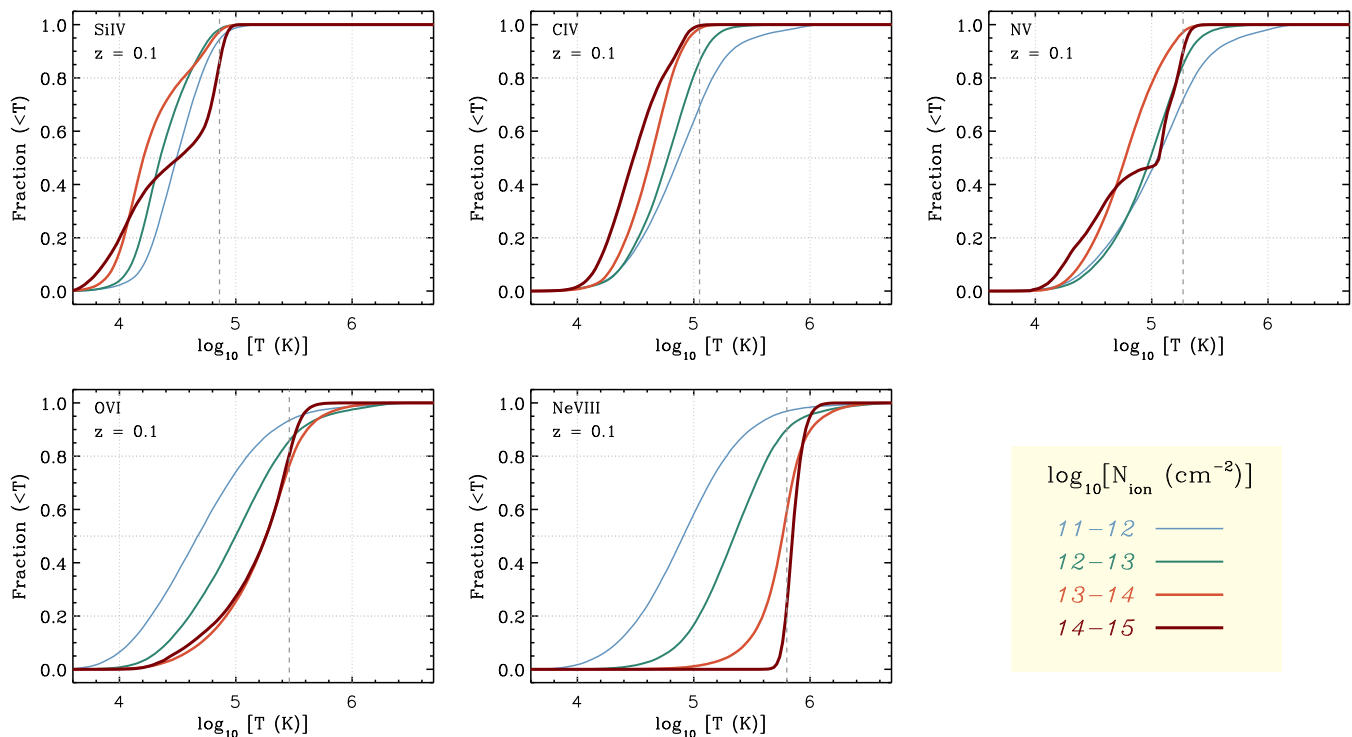 SiIV
z = 0.1
Fraction (<T)
1.0
0.8
0.6
0.4
0.2
0.0
4 5 6
log10 [T (K)]
CIV
z = 0.1
Fraction (<T)
1.0
0.8
0.6
0.4
0.2
0.0
4 5 6
log10 [T (K)]
NV
z = 0.1
Fraction (<T)
1.0
0.8
0.6
0.4
0.2
0.0
4 5 6
log10 [T (K)]
OVI
z = 0.1
Fraction (<T)
1.0
0.8
0.6
0.4
0.2
0.0
4 5 6
log10 [T (K)]
NeVIII
z = 0.1
Fraction (<T)
1.0
0.8
0.6
0.4
0.2
0.0
4 5 6
log10 [T (K)]
log10[Nion (cm−2)]
11−12
12−13
13−14
14−15